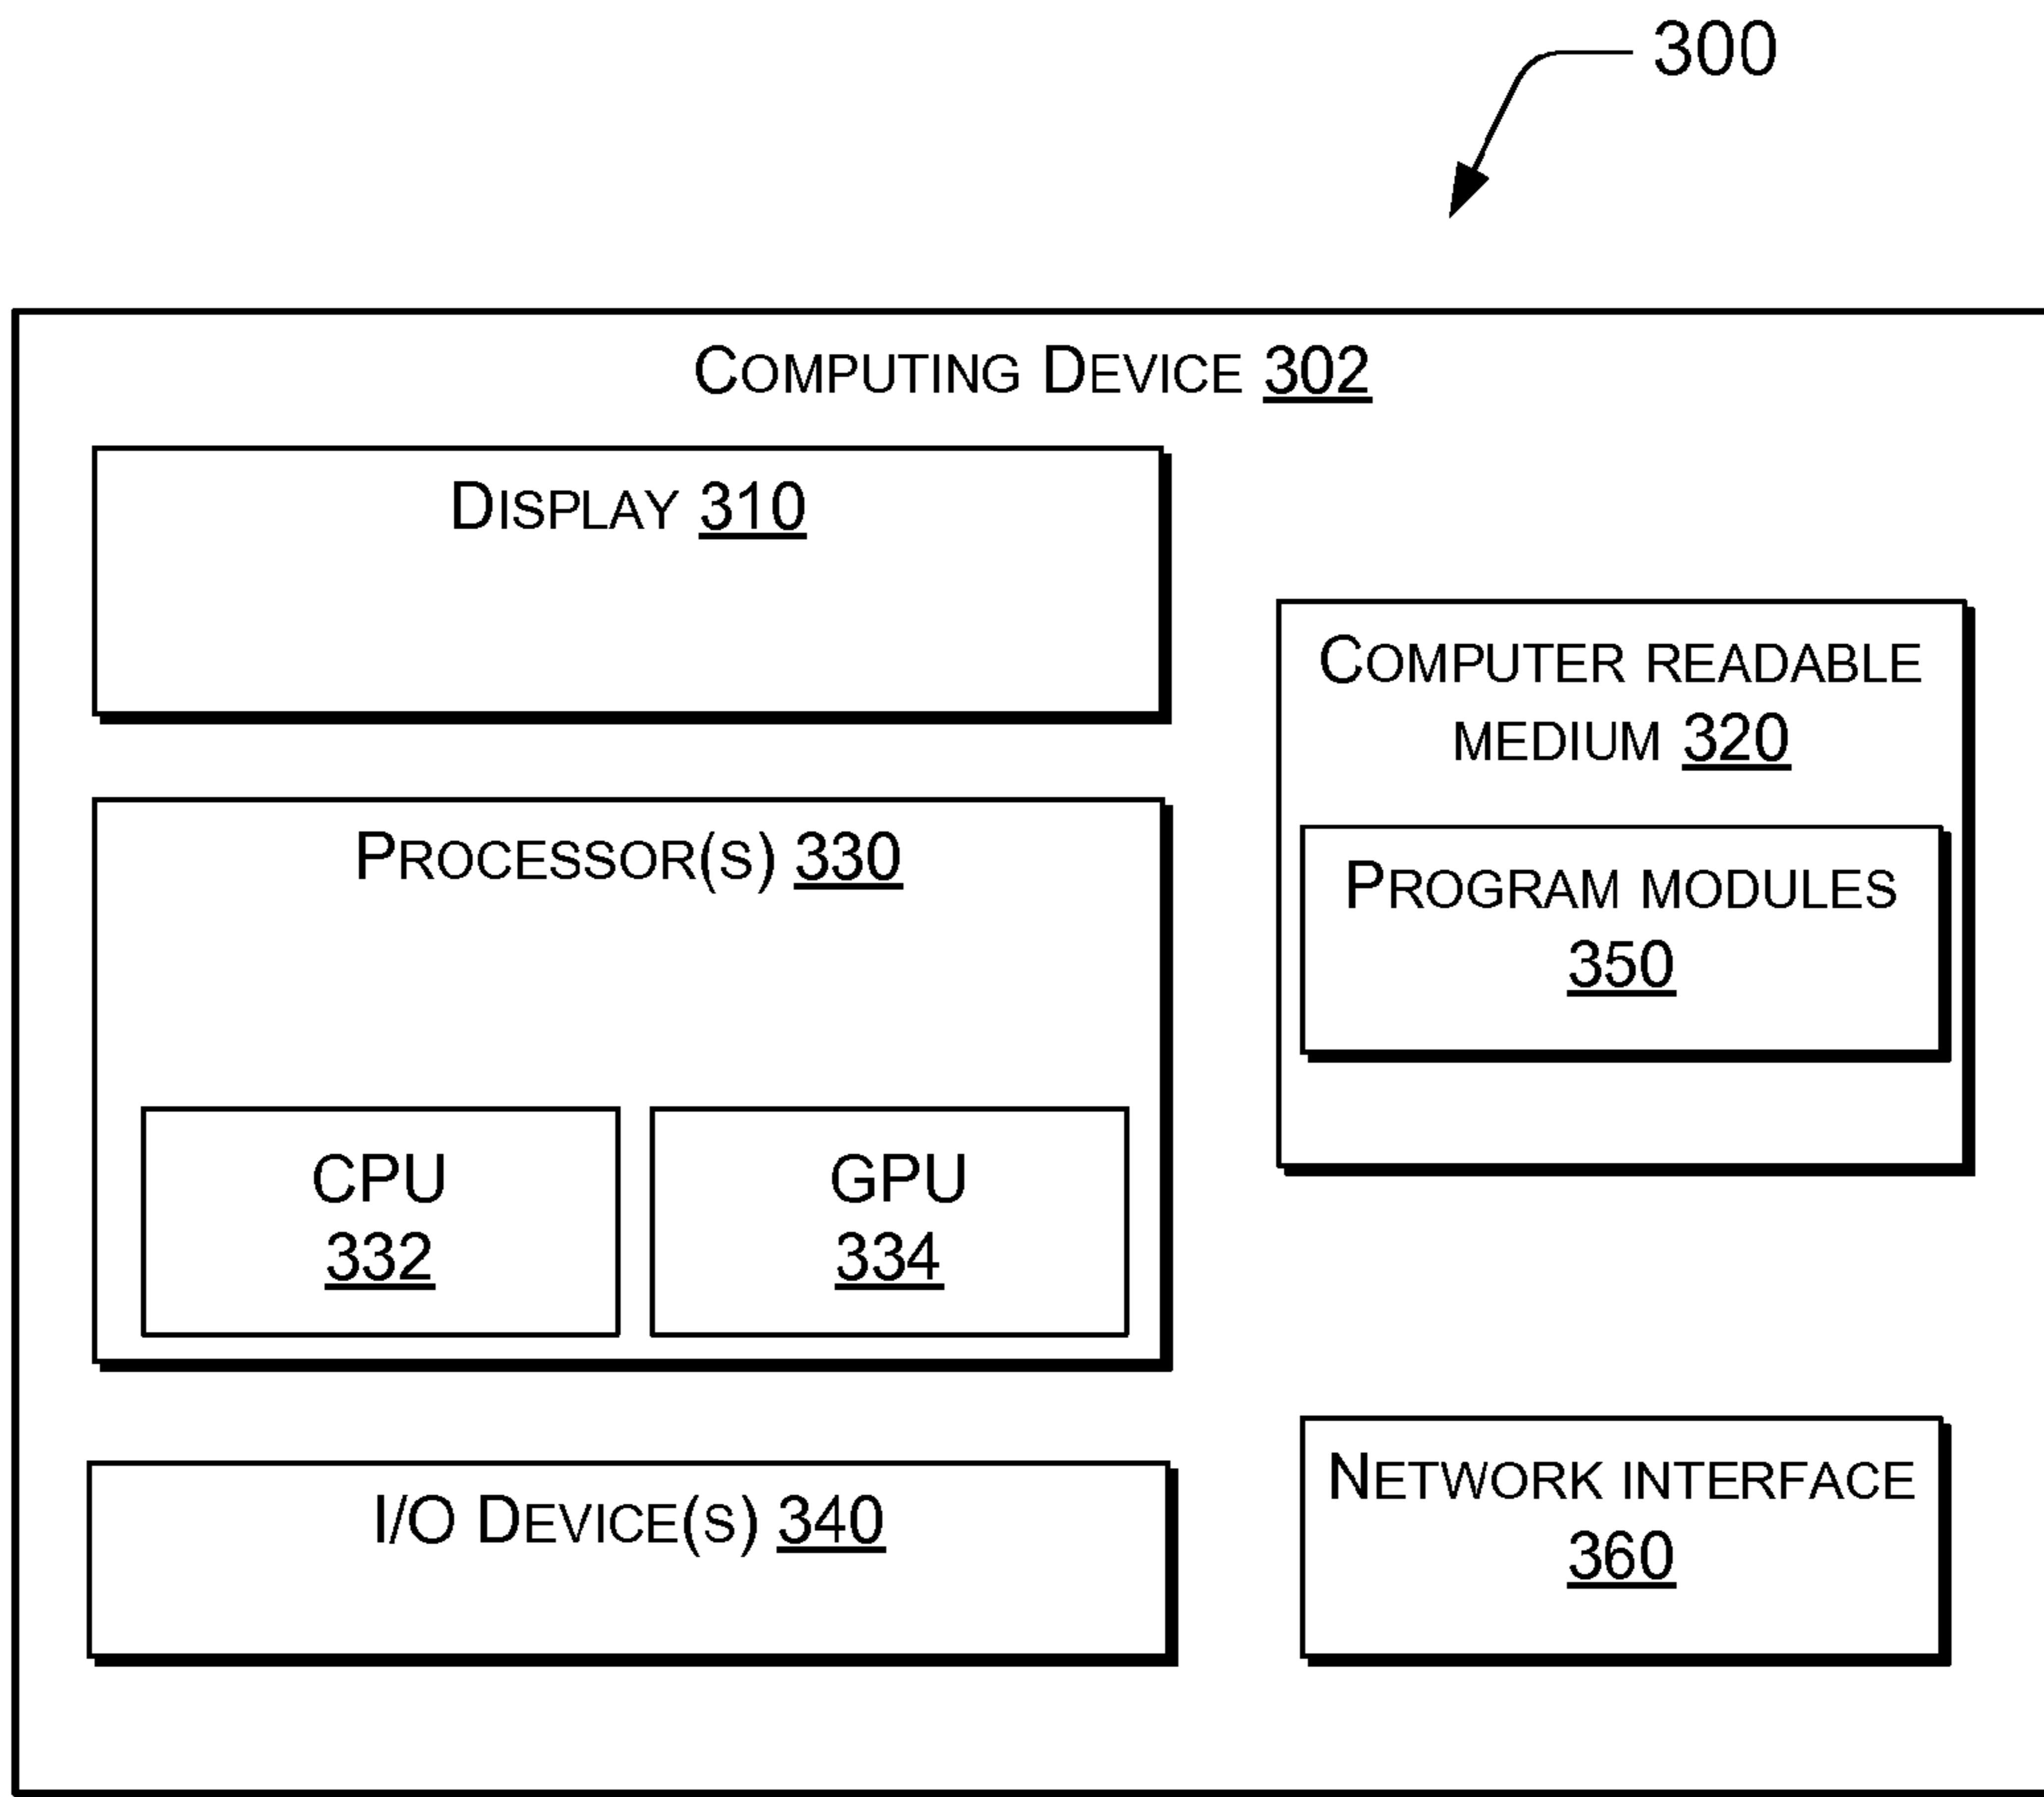 300
Computing Device 302
Display 310
Computer readable
medium 320
Processor(s) 330
Program modules
350
CPU
332
GPU
334
I/O Device(s) 340
Network interface
360